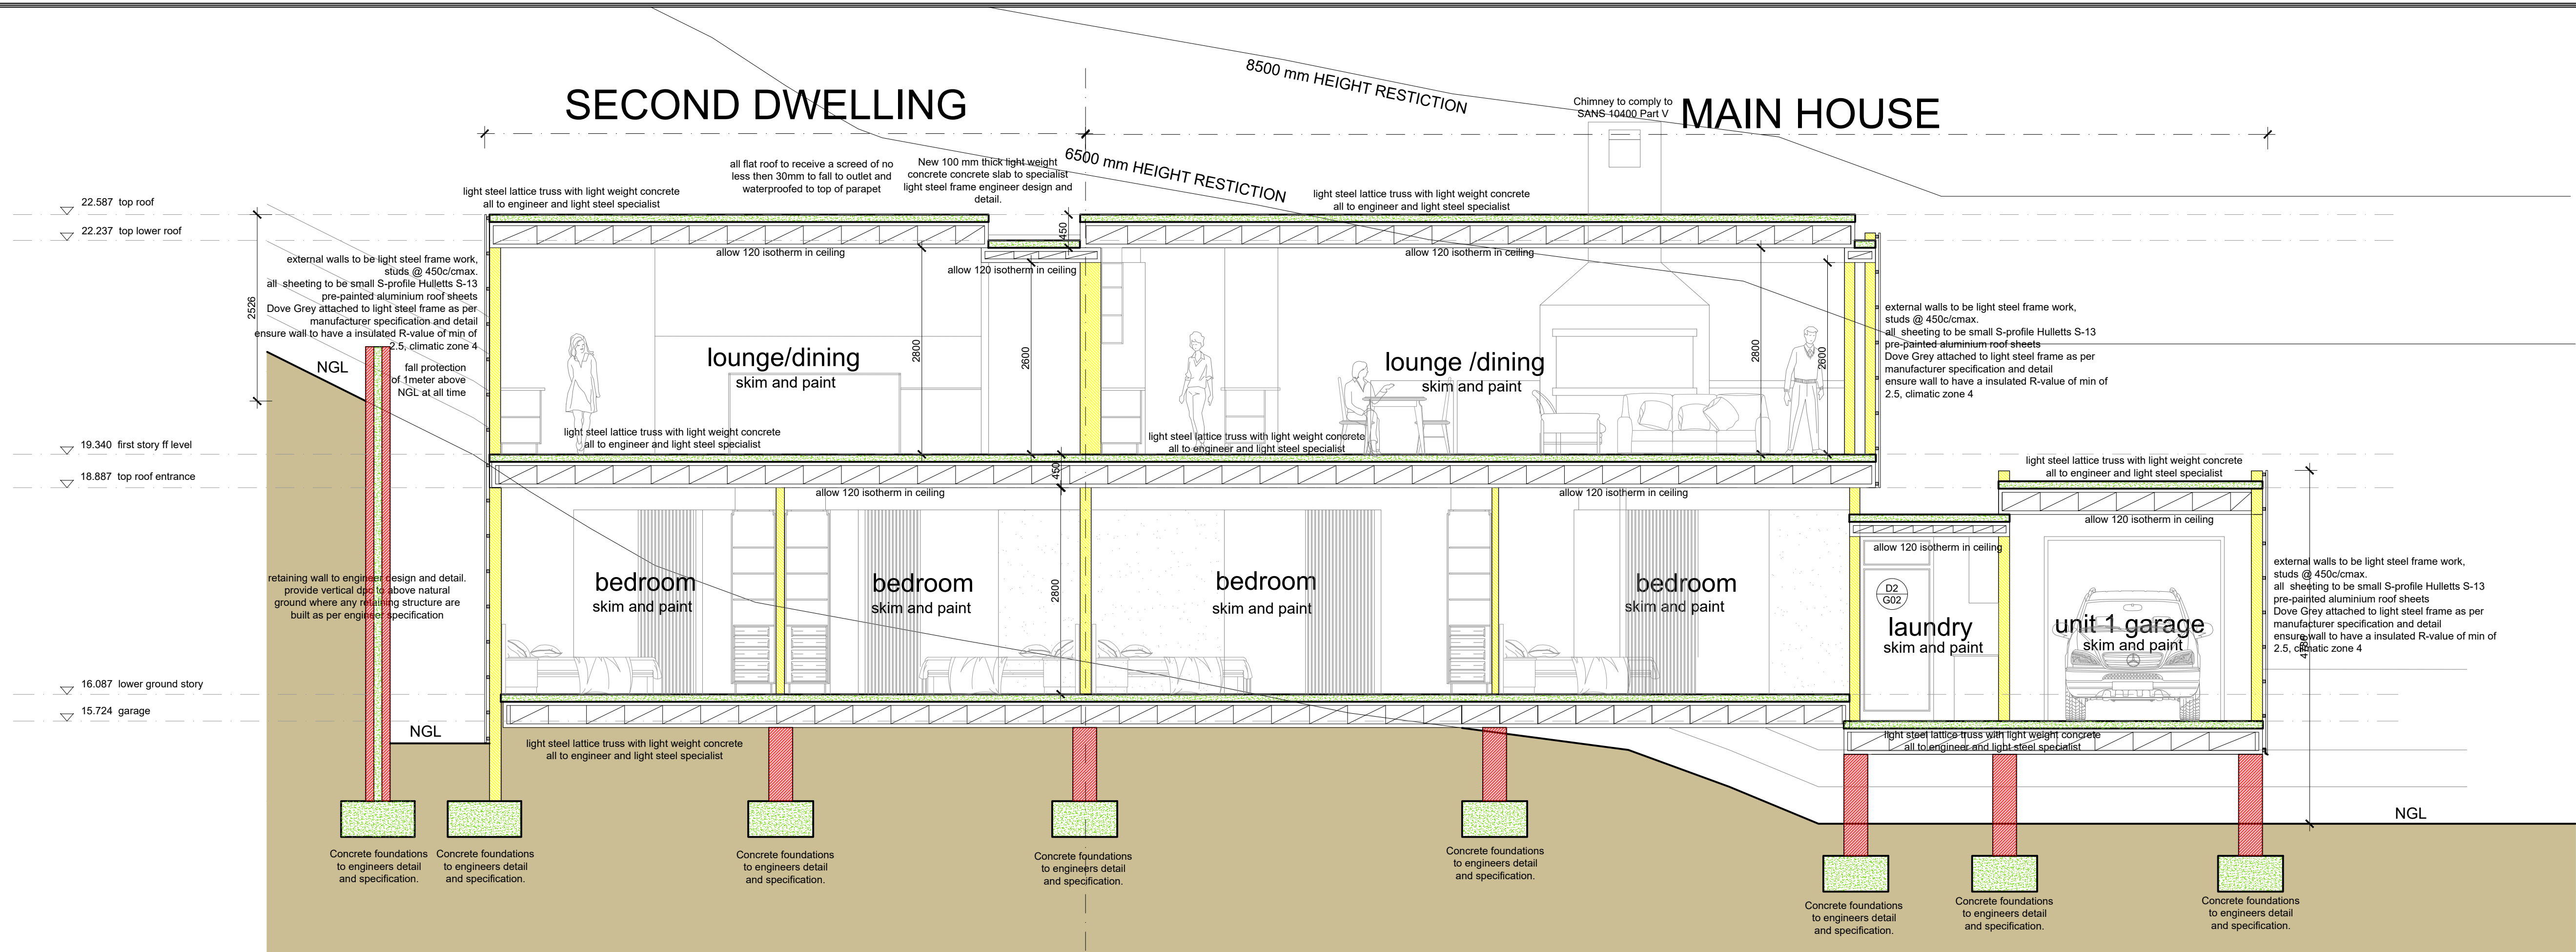 8500 mm HEIGHT RESTICTION
SECOND DWELLING
MAIN HOUSE
Chimney to comply to
SANS 10400 Part V
6500 mm HEIGHT RESTICTION
all flat roof to receive a screed of no
less then 30mm to fall to outlet and
waterproofed to top of parapet
New 100 mm thick light weight
concrete concrete slab to specialist
light steel frame engineer design and
detail.
light steel lattice truss with light weight concrete
all to engineer and light steel specialist
light steel lattice truss with light weight concrete
all to engineer and light steel specialist
22.587 top roof
22.237 top lower roof
450
allow 120 isotherm in ceiling
allow 120 isotherm in ceiling
allow 120 isotherm in ceiling
external walls to be light steel frame work,
studs @ 450c/cmax.
all sheeting to be small S-profile Hulletts S-13
pre-painted aluminium roof sheets
Dove Grey attached to light steel frame as per
manufacturer specification and detail
ensure wall to have a insulated R-value of min of
2.5, climatic zone 4
2526
NGL
fall protection
of 1meter above
NGL at all time
lounge/dining
skim and paint
2800
2600
lounge /dining
skim and paint
2800
2600
external walls to be light steel frame work,
studs @ 450c/cmax.
all sheeting to be small S-profile Hulletts S-13
pre-painted aluminium roof sheets
Dove Grey attached to light steel frame as per
manufacturer specification and detail
ensure wall to have a insulated R-value of min of
2.5, climatic zone 4
19.340 first story ff level
18.887 top roof entrance
light steel lattice truss with light weight concrete
all to engineer and light steel specialist
light steel lattice truss with light weight concrete
all to engineer and light steel specialist
450
allow 120 isotherm in ceiling
allow 120 isotherm in ceiling
light steel lattice truss with light weight concrete
all to engineer and light steel specialist
allow 120 isotherm in ceiling
allow 120 isotherm in ceiling
retaining wall to engineer design and detail.
provide vertical dpc to above natural
ground where any retaining structure are
built as per engineer specification
bedroom
skim and paint
bedroom
skim and paint
2800
bedroom
skim and paint
bedroom
skim and paint
D2
G02
laundry
skim and paint
unit 1 garage
skim and paint
external walls to be light steel frame work,
studs @ 450c/cmax.
all sheeting to be small S-profile Hulletts S-13
pre-painted aluminium roof sheets
Dove Grey attached to light steel frame as per
manufacturer specification and detail
ensure wall to have a insulated R-value of min of
2.5, climatic zone 4
16.087 lower ground story
15.724 garage
NGL
light steel lattice truss with light weight concrete
all to engineer and light steel specialist
light steel lattice truss with light weight concrete
all to engineer and light steel specialist
NGL
Concrete foundations
to engineers detail
and specification.
Concrete foundations
to engineers detail
and specification.
Concrete foundations
to engineers detail
and specification.
Concrete foundations
to engineers detail
and specification.
Concrete foundations
to engineers detail
and specification.
Concrete foundations
to engineers detail
and specification.
Concrete foundations
to engineers detail
and specification.
Concrete foundations
to engineers detail
and specification.